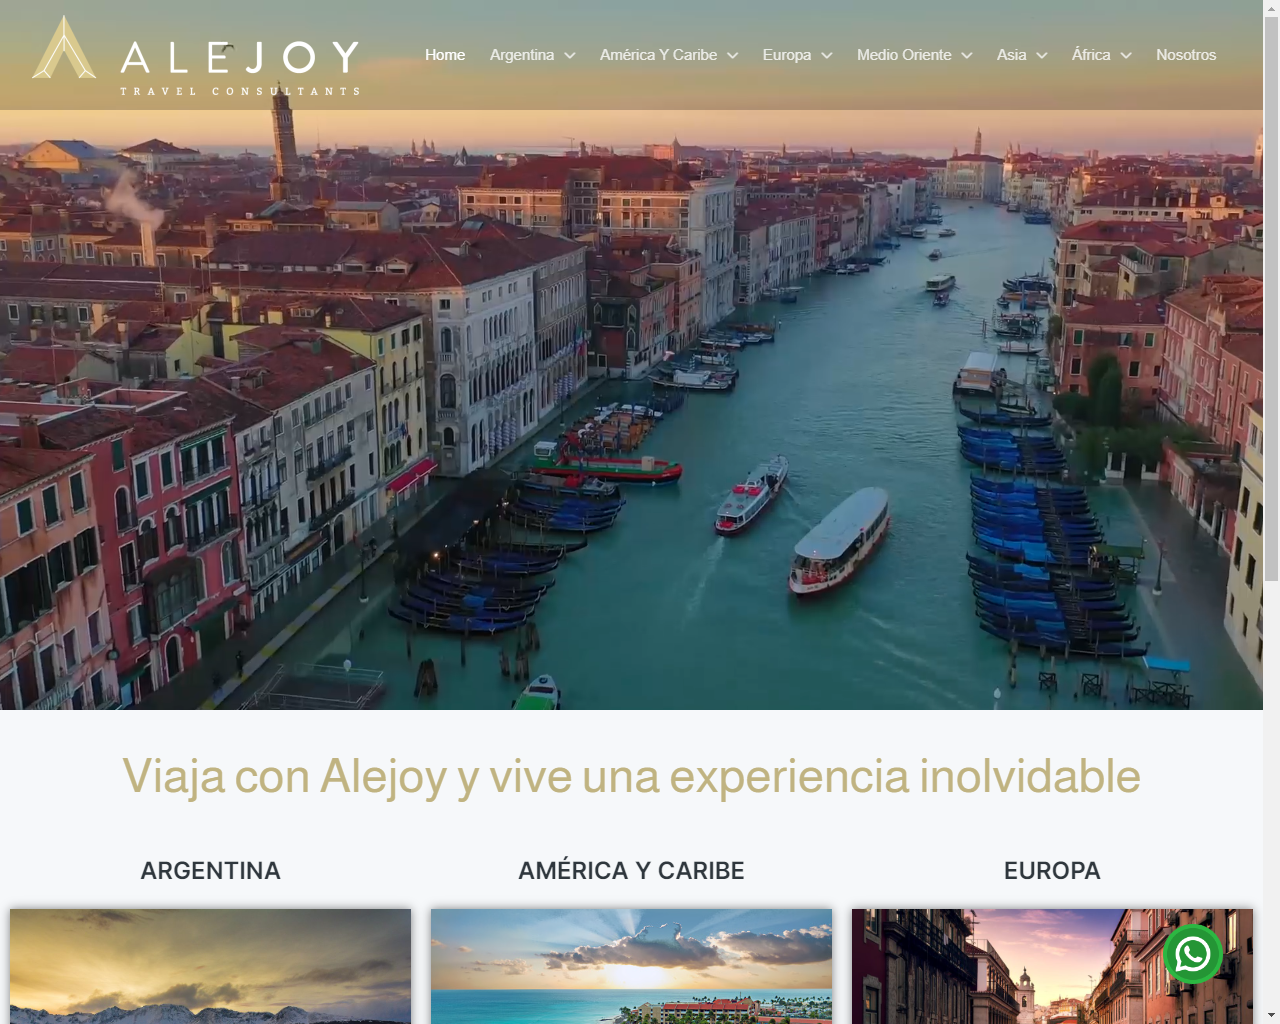 ALEJOY
TRAVEL CONSULTANTS
Home
Argentina
América Y Caribe
Europa
Medio Oriente
Asia
África
Nosotros
Viaja con Alejoy y vive una experiencia inolvidable
ARGENTINA
AMÉRICA Y CARIBE
EUROPA